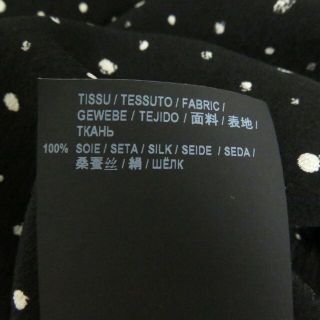 TISSU / TESSUTO / FABRIC /
GEWEBE / TEJIDO / 面料 / 表地 /
ТКАНЬ
100% SOIE / SETA / SILK / SEIDE / SEDA /
桑蚕丝 / 絹 / ШЁЛК